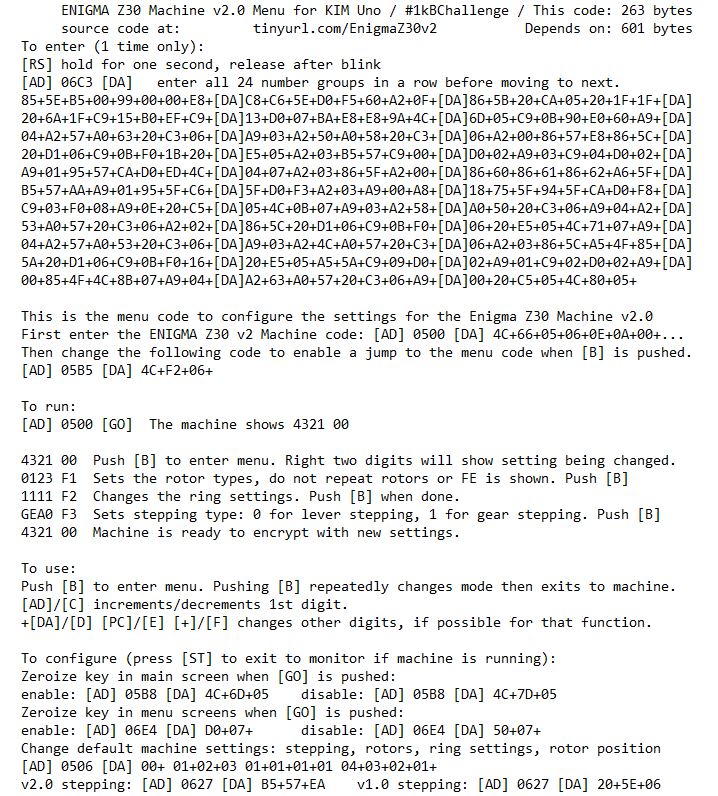 ENIGMA Z30 Machine v2.0 Menu for KIM Uno / #1kBChallenge / This code: 263 bytes
source code at: tinyurl.com/EnigmaZ30v2 Depends on: 601 bytes
To enter (1 time only):
[RS] hold for one second, release after blink
[AD] 06C3 [DA] enter all 24 number groups in a row before moving to next.
85+5E+B5+00+99+00+00+E8+[DA]C8+C6+5E+D0+F5+60+A2+0F+[DA]86+5B+20+CA+05+20+1F+1F+[DA]
20+6A+1F+C9+15+B0+EF+C9+[DA]13+D0+07+BA+E8+E8+9A+4C+[DA]6D+05+C9+0B+90+E0+60+A9+[DA]
04+A2+57+A0+63+20+C3+06+[DA]A9+03+A2+50+A0+58+20+C3+[DA]06+A2+00+86+57+E8+86+5C+[DA]
20+D1+06+C9+0B+F0+1B+20+[DA]E5+05+A2+03+B5+57+C9+00+[DA]D0+02+A9+03+C9+04+D0+02+[DA]
A9+01+95+57+CA+D0+ED+4C+[DA]04+07+A2+03+86+5F+A2+00+[DA]86+60+86+61+86+62+A6+5F+[DA]
B5+57+AA+A9+01+95+5F+C6+[DA]5F+D0+F3+A2+03+A9+00+A8+[DA]18+75+5F+94+5F+CA+D0+F8+[DA]
C9+03+F0+08+A9+0E+20+C5+[DA]05+4C+0B+07+A9+03+A2+58+[DA]A0+50+20+C3+06+A9+04+A2+[DA]
53+A0+57+20+C3+06+A2+02+[DA]86+5C+20+D1+06+C9+0B+F0+[DA]06+20+E5+05+4C+71+07+A9+[DA]
04+A2+57+A0+53+20+C3+06+[DA]A9+03+A2+4C+A0+57+20+C3+[DA]06+A2+03+86+5C+A5+4F+85+[DA]
5A+20+D1+06+C9+0B+F0+16+[DA]20+E5+05+A5+5A+C9+09+D0+[DA]02+A9+01+C9+02+D0+02+A9+[DA]
00+85+4F+4C+8B+07+A9+04+[DA]A2+63+A0+57+20+C3+06+A9+[DA]00+20+C5+05+4C+80+05+
This is the menu code to configure the settings for the Enigma Z30 Machine v2.0
First enter the ENIGMA Z30 v2 Machine code: [AD] 0500 [DA] 4C+66+05+06+0E+0A+00+...
Then change the following code to enable a jump to the menu code when [B] is pushed.
[AD] 05B5 [DA] 4C+F2+06+
To run:
[AD] 0500 [GO] The machine shows 4321 00
4321 00 Push [B] to enter menu. Right two digits will show setting being changed.
0123 F1 Sets the rotor types, do not repeat rotors or FE is shown. Push [B]
1111 F2 Changes the ring settings. Push [B] when done.
GEA0 F3 Sets stepping type: 0 for lever stepping, 1 for gear stepping. Push [B]
4321 00 Machine is ready to encrypt with new settings.
To use:
Push [B] to enter menu. Pushing [B] repeatedly changes mode then exits to machine.
[AD]/[C] increments/decrements 1st digit.
+[DA]/[D] [PC]/[E] [+]/[F] changes other digits, if possible for that function.
To configure (press [ST] to exit to monitor if machine is running):
Zeroize key in main screen when [GO] is pushed:
enable: [AD] 05B8 [DA] 4C+6D+05 disable: [AD] 05B8 [DA] 4C+7D+05
Zeroize key in menu screens when [GO] is pushed:
enable: [AD] 06E4 [DA] D0+07+ disable: [AD] 06E4 [DA] 50+07+
Change default machine settings: stepping, rotors, ring settings, rotor position
[AD] 0506 [DA] 00+ 01+02+03 01+01+01+01 04+03+02+01+
v2.0 stepping: [AD] 0627 [DA] B5+57+EA v1.0 stepping: [AD] 0627 [DA] 20+5E+06